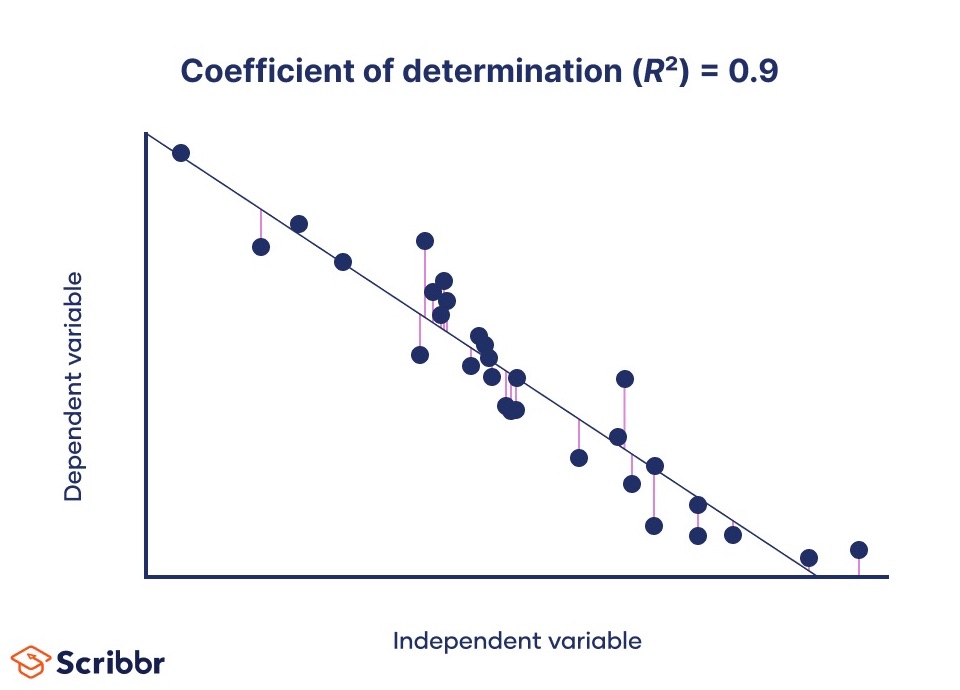 Coefficient of determination (R²) = 0.9
Dependent variable
Independent variable
Scribbr